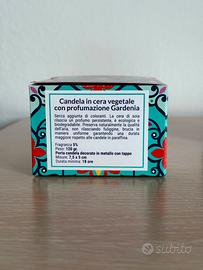 Candela in cera vegetale
con profumazione Gardenia
Senza aggiunta di coloranti. La cera di soia
rilascia un profumo persistente, è ecologica e
biodegradabile. Preserva naturalmente la qualità
dell'aria, non rilasciando fuliggine, brucia in
maniera uniforme garantendo una durata
maggiore rispetto alle candele in paraffina.
Fragranza 5%
Peso: 120 gr.
Porta candela decorato in metallo con tappo
Misure: 7,5 x 5 cm
Durata minima: 18 ore
subito